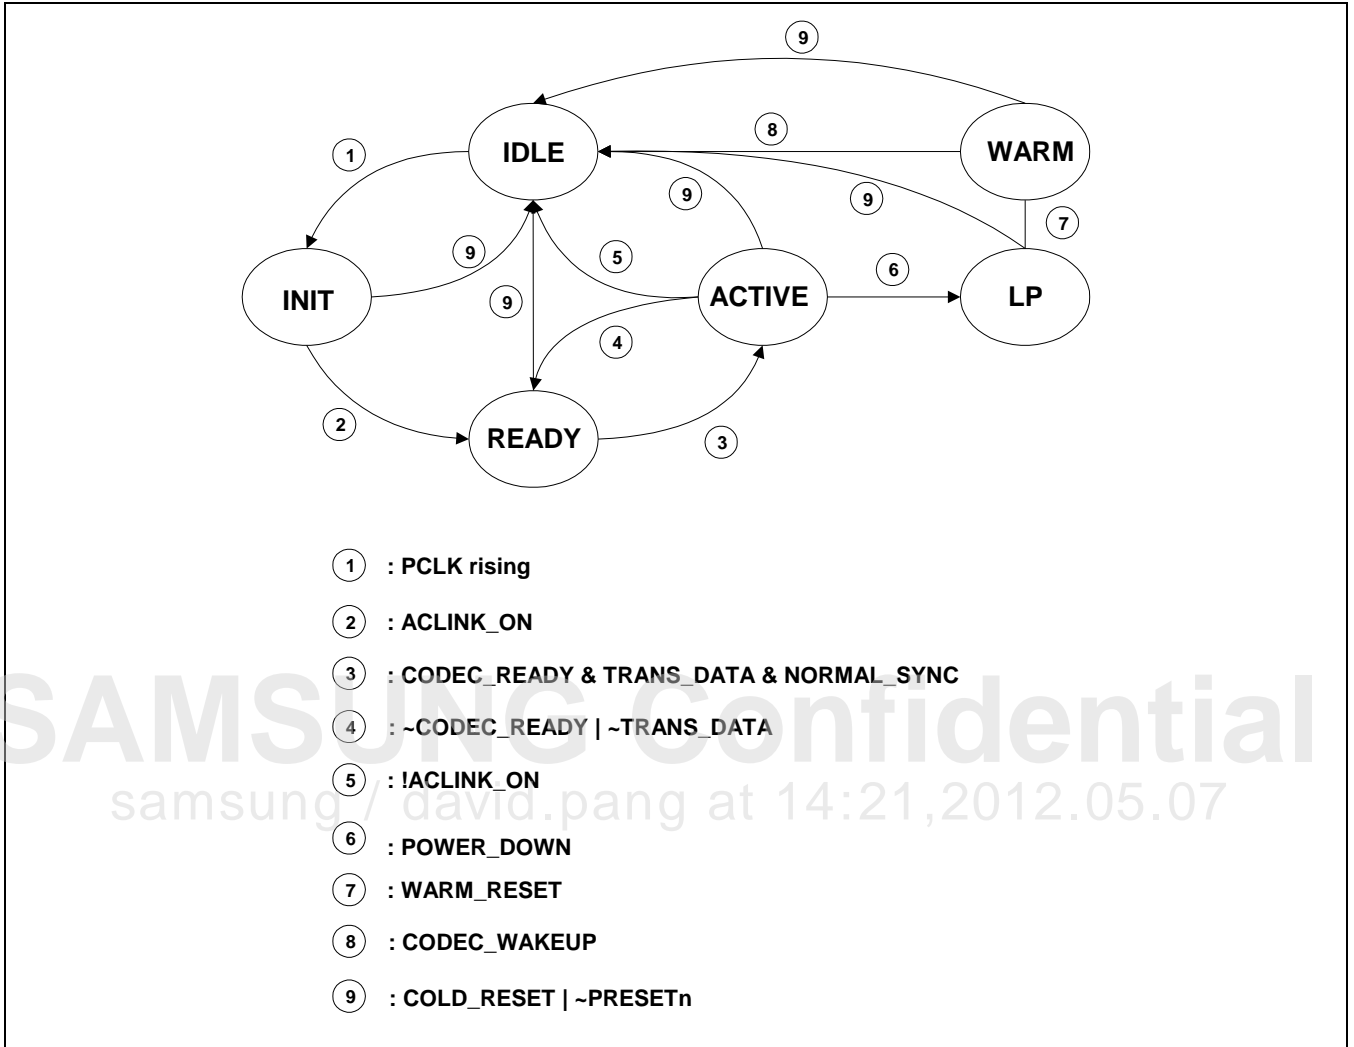 9
IDLE
8
WARM
1
9
9
7
9
5
6
INIT
9
ACTIVE
LP
4
2
READY
3
1 : PCLK rising
2 : ACLINK_ON
3 : CODEC_READY & TRANS_DATA & NORMAL_SYNC
4 : ~CODEC_READY | ~TRANS_DATA
5 : !ACLINK_ON
6 : POWER_DOWN
7 : WARM_RESET
8 : CODEC_WAKEUP
9 : COLD_RESET | ~PRESETn
SAMSUNG Confidential
samsung / david.pang at 14:21,2012.05.07